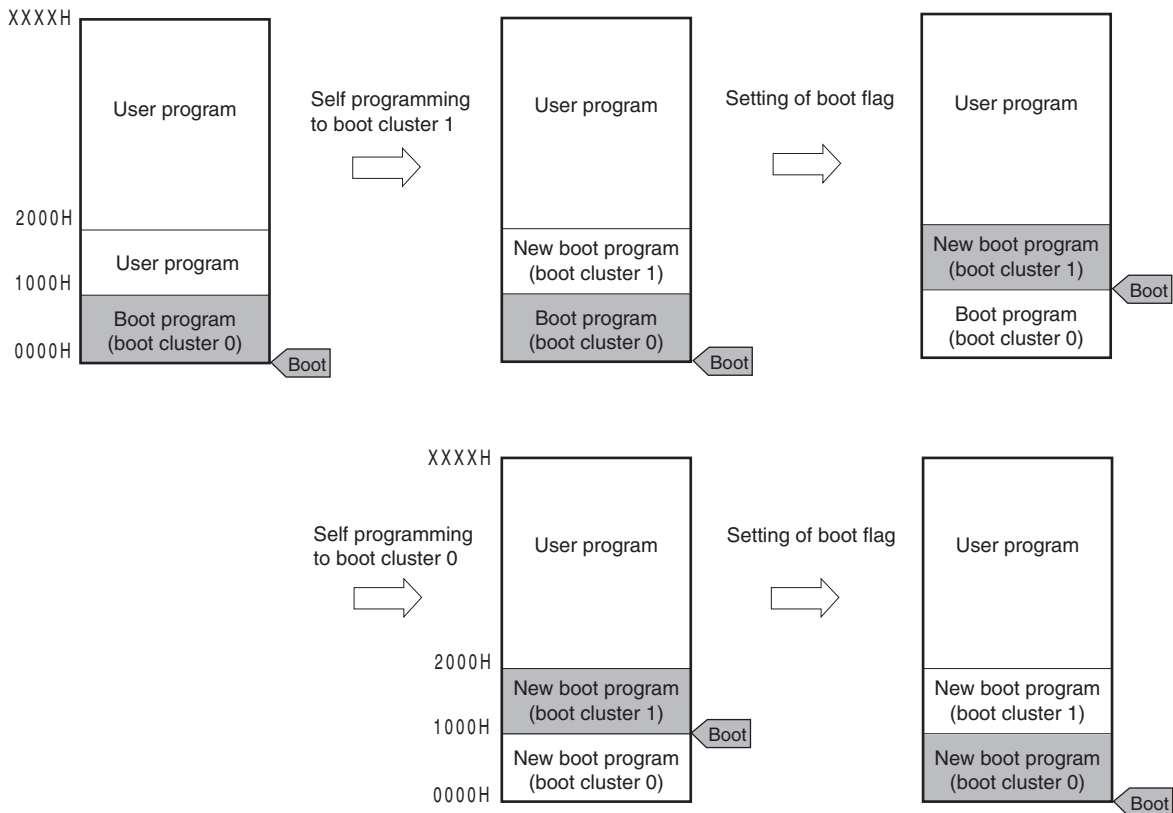 XXXXH
User program
2000H
User program
1000H
Boot program
(boot cluster 0)
0000H
Boot
Self programming
to boot cluster 1
User program
New boot program
(boot cluster 1)
Boot program
(boot cluster 0)
Boot
Setting of boot flag
User program
New boot program
(boot cluster 1)
Boot
Boot program
(boot cluster 0)
Self programming
to boot cluster 0
XXXXH
User program
2000H
New boot program
(boot cluster 1)
1000H
Boot
New boot program
(boot cluster 0)
0000H
Setting of boot flag
User program
New boot program
(boot cluster 1)
New boot program
(boot cluster 0)
Boot